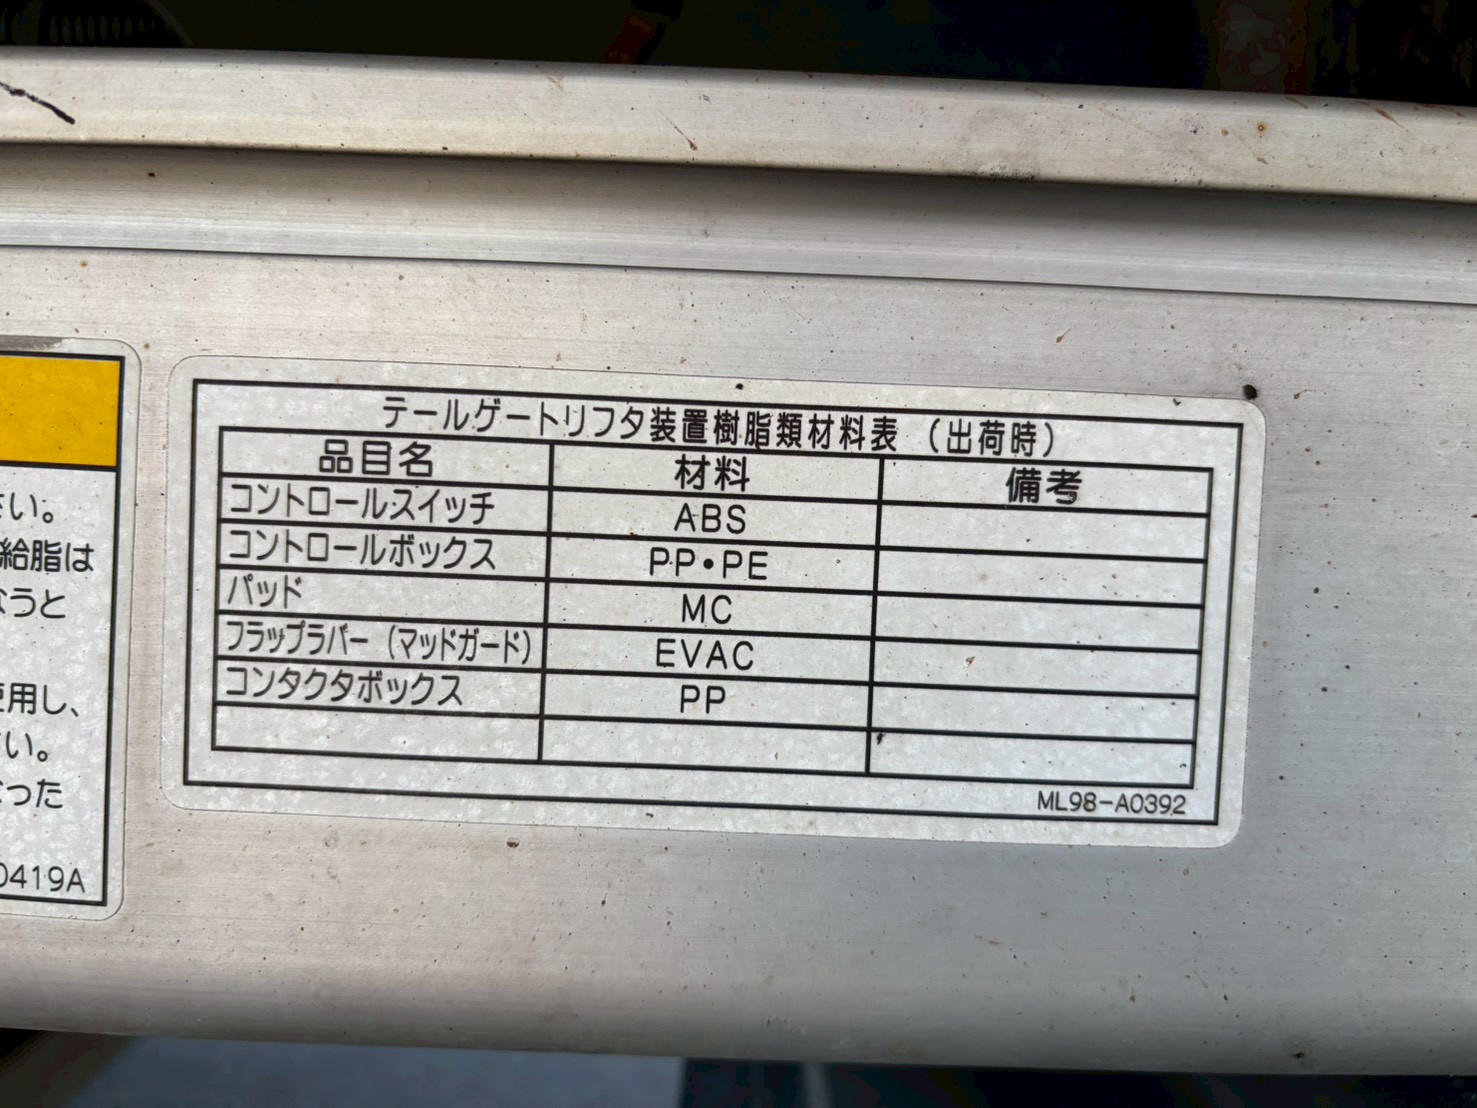 さい。
給脂は
なうと
使用し、
さい。
なった
0419A
テールゲートリフタ装置樹脂類材料表 （出荷時）
品目名 材料 備考
コントロールスイッチ ABS
コントロールボックス PP・PE
パッド MC
フラップラバー（マッドガード） EVAC
コンタクタボックス PP
ML98-A0392